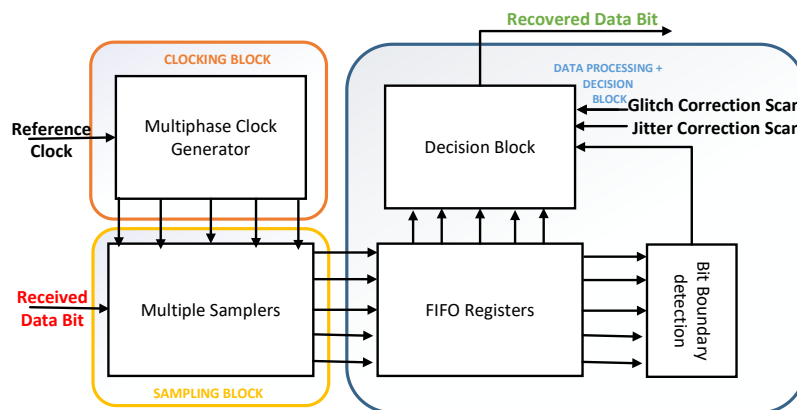 Recovered Data Bit
CLOCKING BLOCK
DATA PROCESSING +
DECISION
BLOCK
Glitch Correction Scan
Jitter Correction Scan
Reference
Clock
Multiphase Clock
Generator
Decision Block
Received
Data Bit
Multiple Samplers
FIFO Registers
Bit Boundary
detection
SAMPLING BLOCK